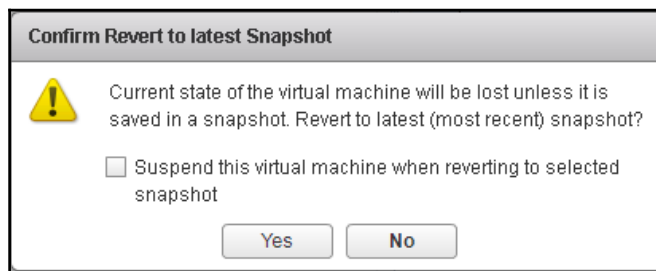 Confirm Revert to latest Snapshot
Current state of the virtual machine will be lost unless it is
saved in a snapshot. Revert to latest (most recent) snapshot?
Suspend this virtual machine when reverting to selected
snapshot
Yes No